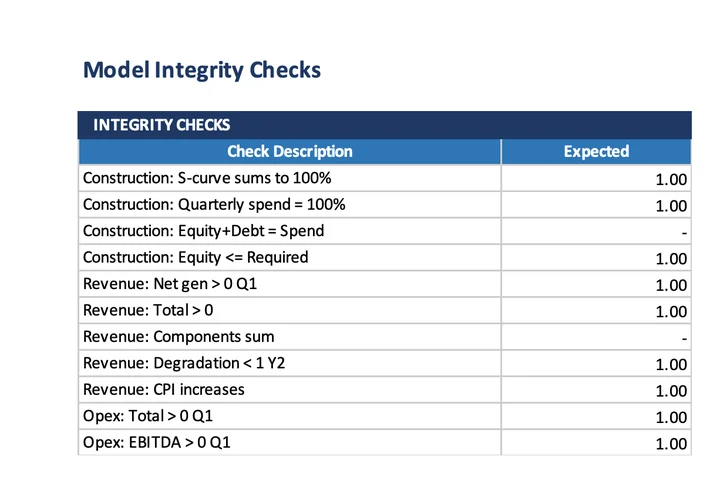 Model Integrity Checks
INTEGRITY CHECKS
Check Description Expected
Construction: S-curve sums to 100% 1.00
Construction: Quarterly spend = 100% 1.00
Construction: Equity+Debt = Spend -
Construction: Equity <= Required 1.00
Revenue: Net gen > 0 Q1 1.00
Revenue: Total > 0 1.00
Revenue: Components sum -
Revenue: Degradation < 1 Y2 1.00
Revenue: CPI increases 1.00
Opex: Total > 0 Q1 1.00
Opex: EBITDA > 0 Q1 1.00